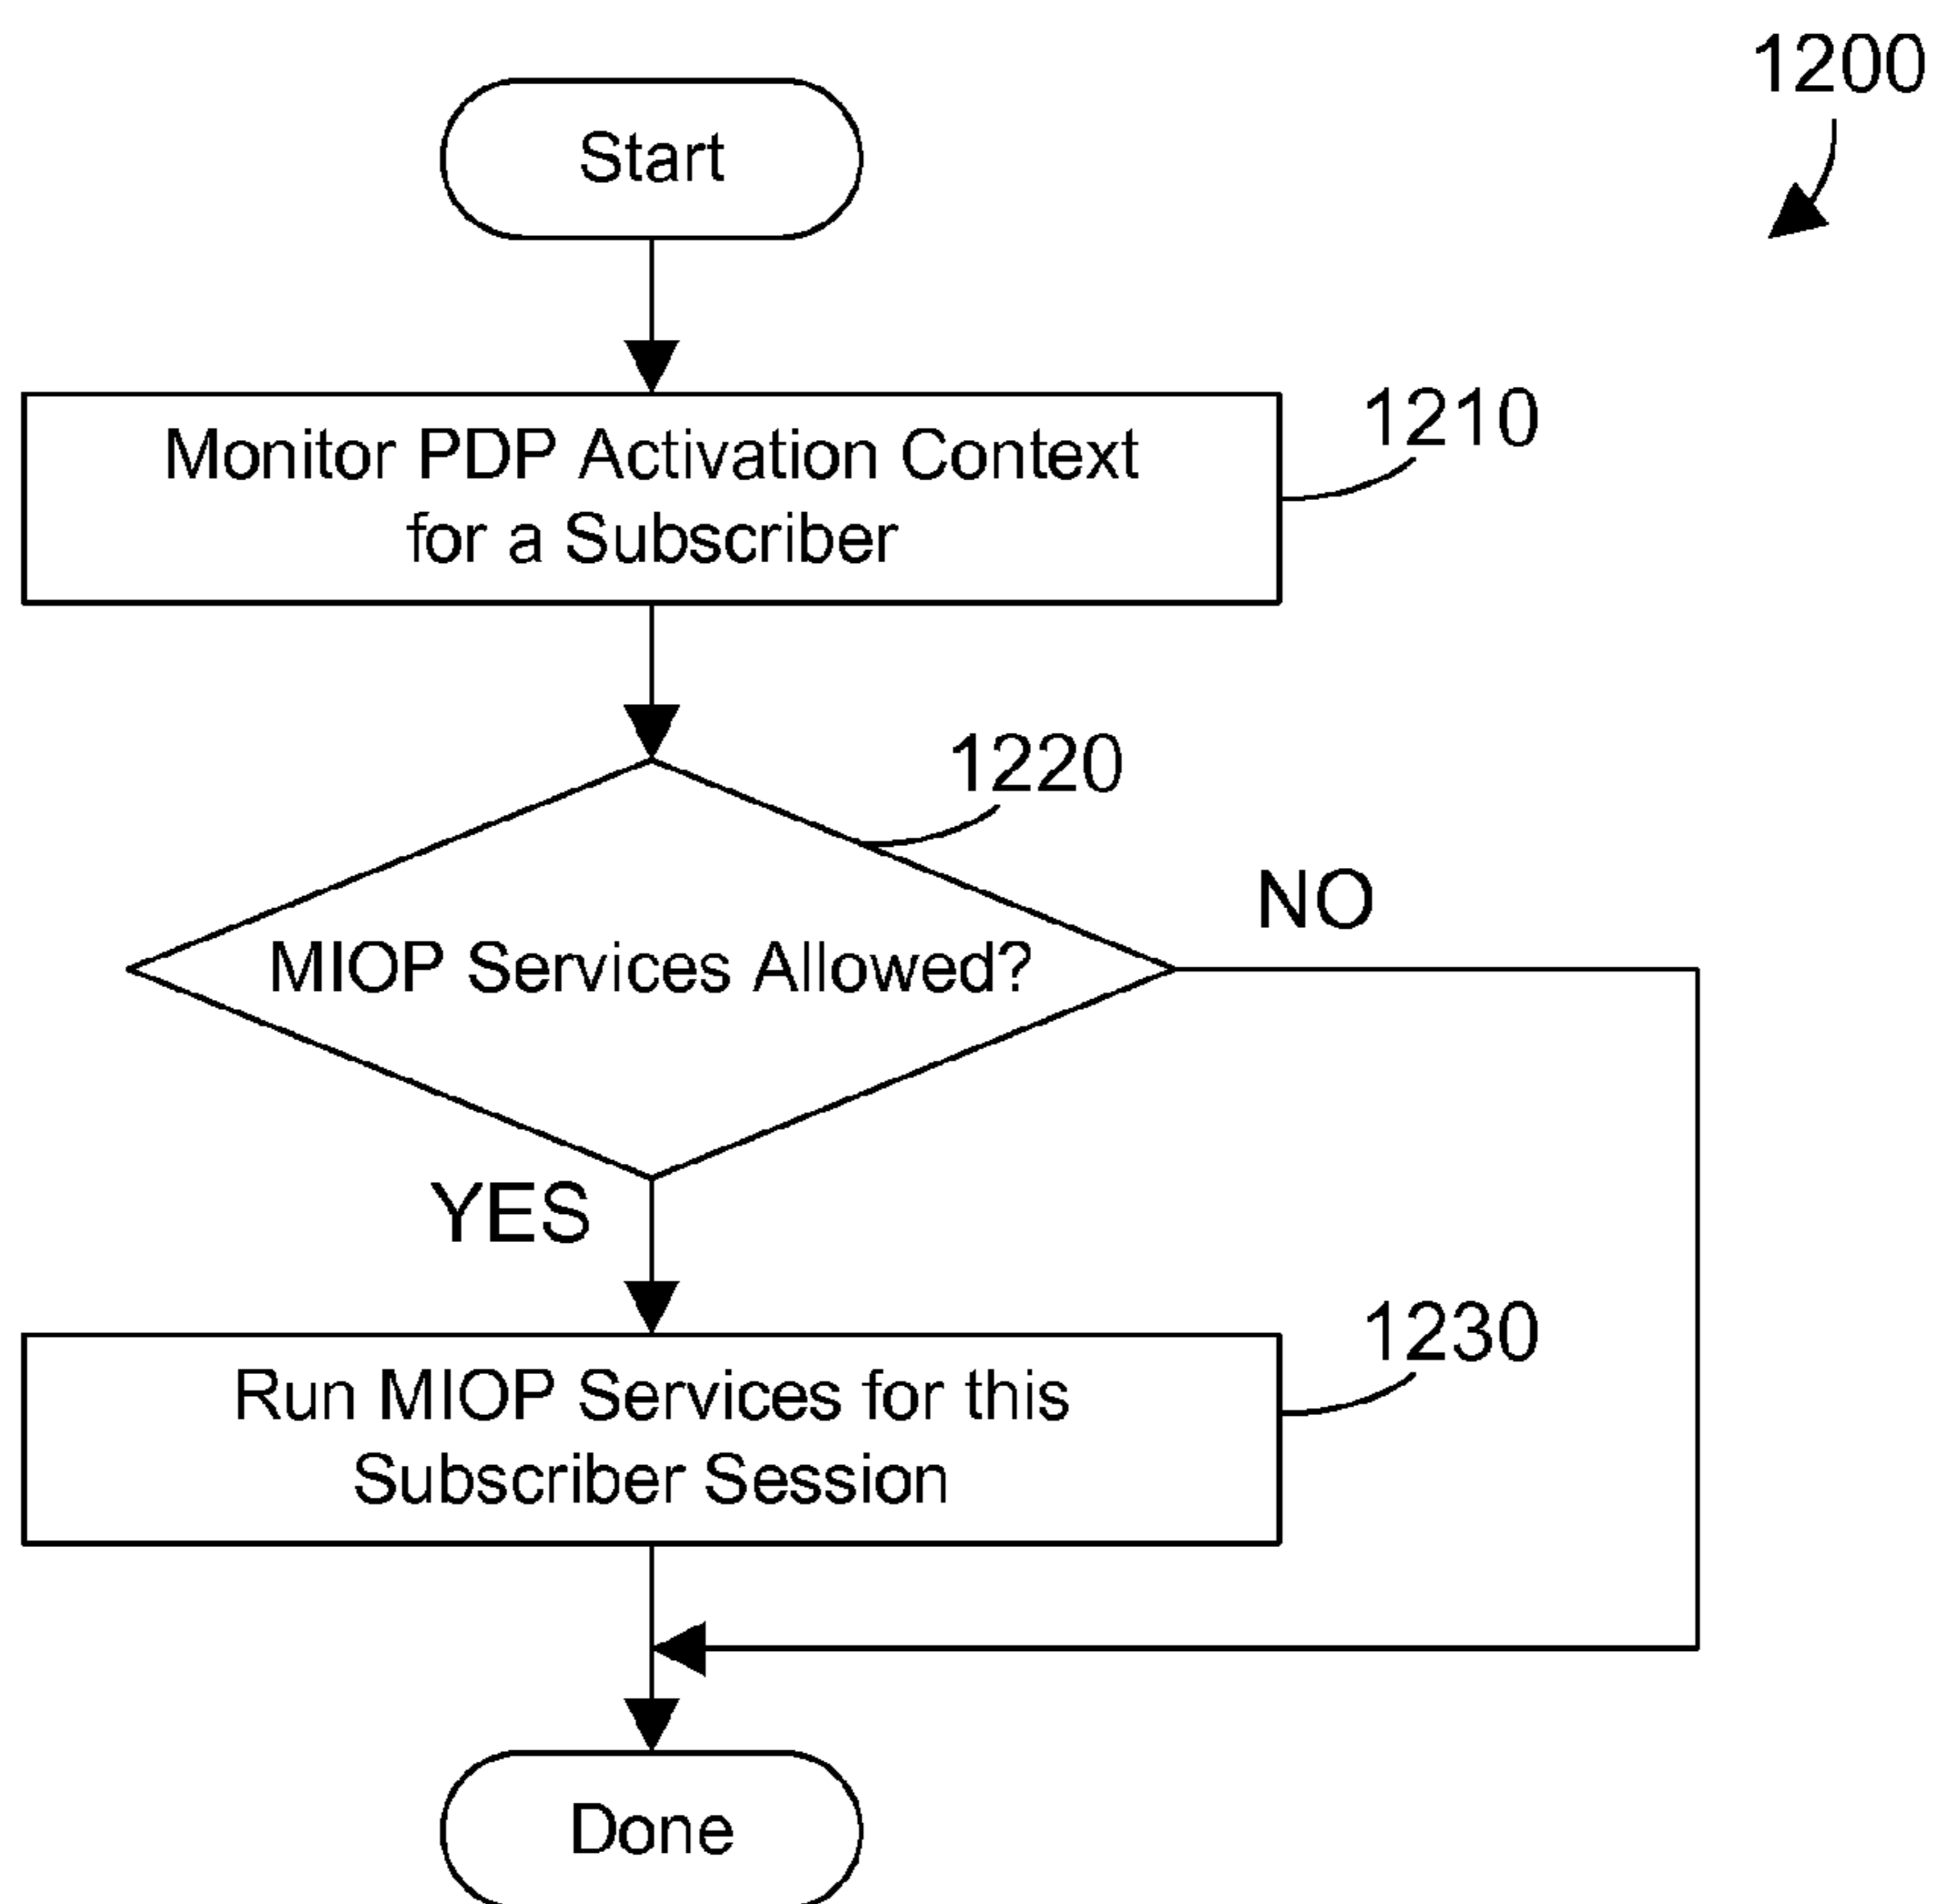 1200
Start
Monitor PDP Activation Context
for a Subscriber
1210
1220
MIOP Services Allowed?
NO
YES
Run MIOP Services for this
Subscriber Session
1230
Done